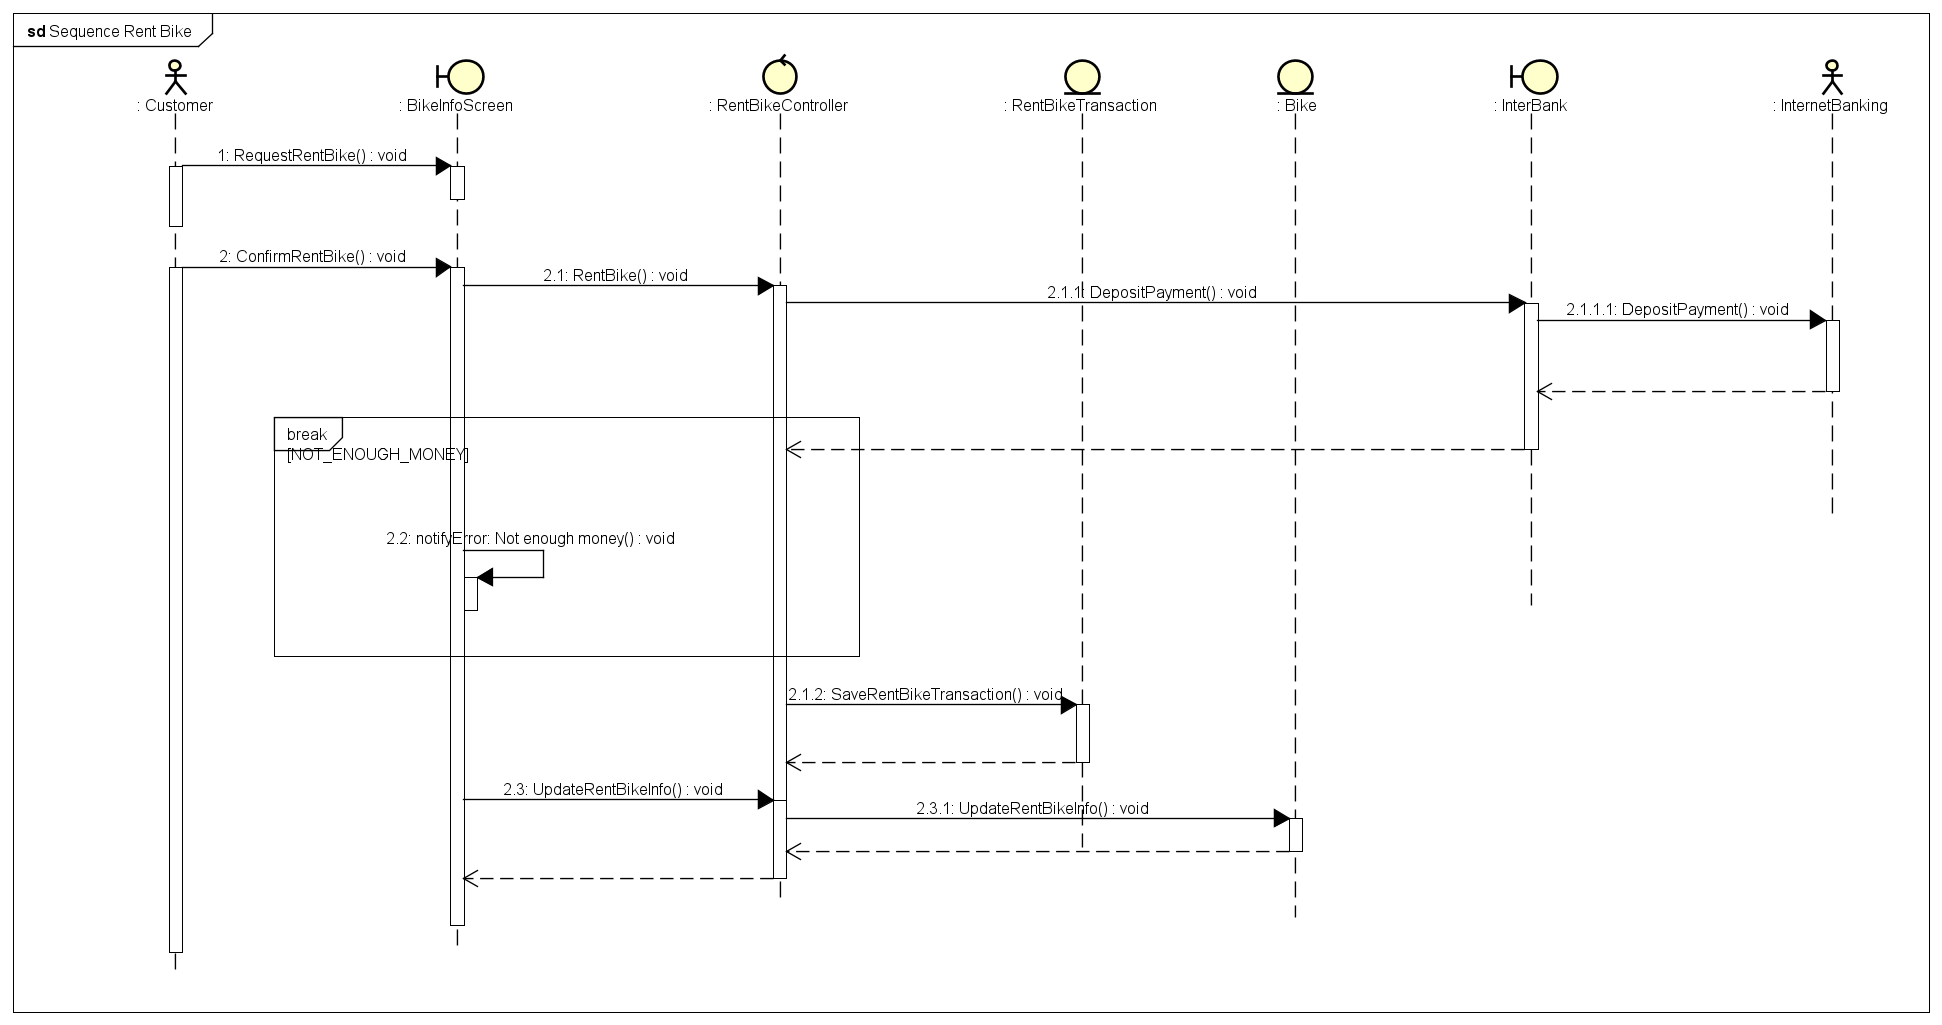 sd Sequence Rent Bike
: Customer
: BikeInfoScreen
: RentBikeController
: RentBikeTransaction
: Bike
: InterBank
: InternetBanking
1: RequestRentBike() : void
2: ConfirmRentBike() : void
2.1: RentBike() : void
2.1.1: DepositPayment() : void
2.1.1.1: DepositPayment() : void
break
[NOT_ENOUGH_MONEY]
2.2: notifyError: Not enough money() : void
2.1.2: SaveRentBikeTransaction() : void
2.3: UpdateRentBikeInfo() : void
2.3.1: UpdateRentBikeInfo() : void